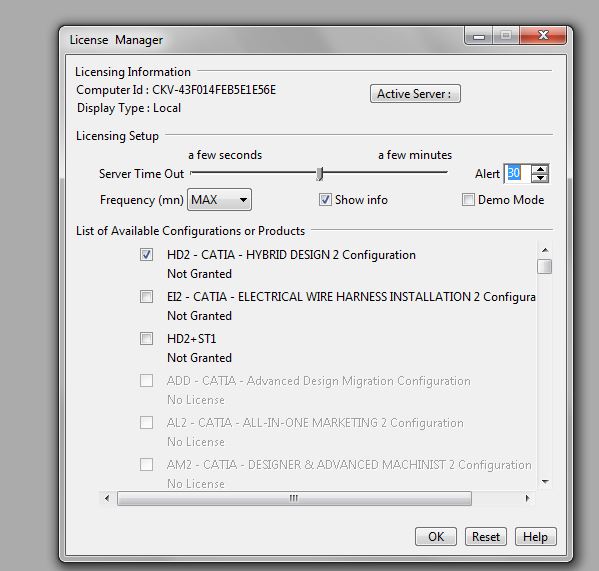 License Manager
Licensing Information
Computer Id : CKV-43F014FEB5E1E56E
Active Server :
Display Type : Local
Licensing Setup
a few seconds a few minutes
Server Time Out Alert 30
Frequency (mn) MAX Show info Demo Mode
List of Available Configurations or Products
HD2 - CATIA - HYBRID DESIGN 2 Configuration
Not Granted
EI2 - CATIA - ELECTRICAL WIRE HARNESS INSTALLATION 2 Configura
Not Granted
HD2+ST1
Not Granted
ADD - CATIA - Advanced Design Migration Configuration
No License
AL2 - CATIA - ALL-IN-ONE MARKETING 2 Configuration
No License
AM2 - CATIA - DESIGNER & ADVANCED MACHINIST 2 Configuration
No License
OK Reset Help